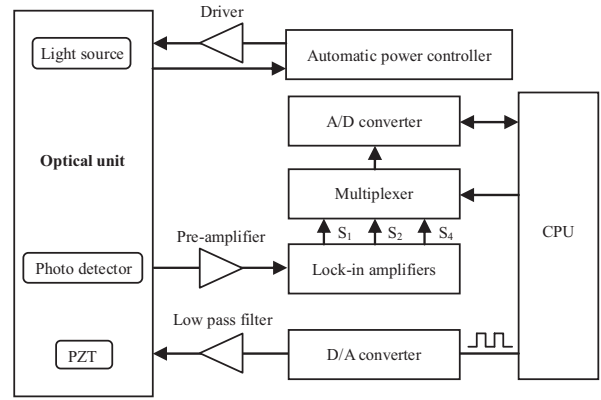 Driver
Light source
Automatic power controller
A/D converter
Optical unit
Multiplexer
S1 S2 S4
CPU
Pre-amplifier
Photo detector
Lock-in amplifiers
Low pass filter
PZT
D/A converter